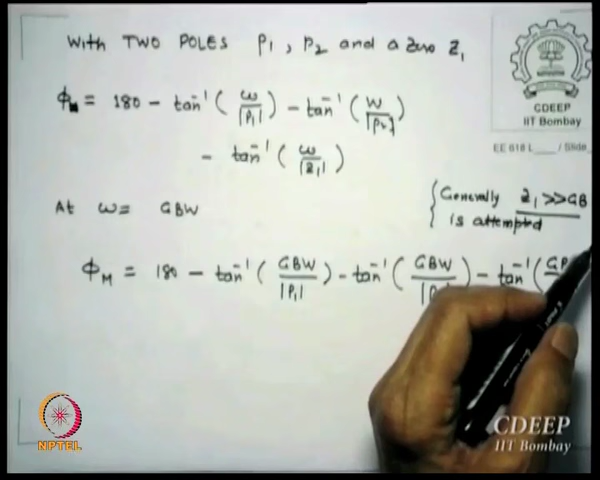 With TWO POLES P1, P2 and a zero Z1
CDEEP
IIT Bombay
ϕ = 180 - tan⁻¹ (ω/|P1|) - tan⁻¹ (W/|P2|)
EE 618 L___ / Slide
- tan⁻¹ (ω/|Z1|)
Generally Z1 >> GB
is attempted
At ω = GBW
ϕM = 180 - tan⁻¹ (GBW/|P1|) - tan⁻¹ (GBW/|P
- tan⁻¹ (
NPTEL
CDEEP
IIT Bombay